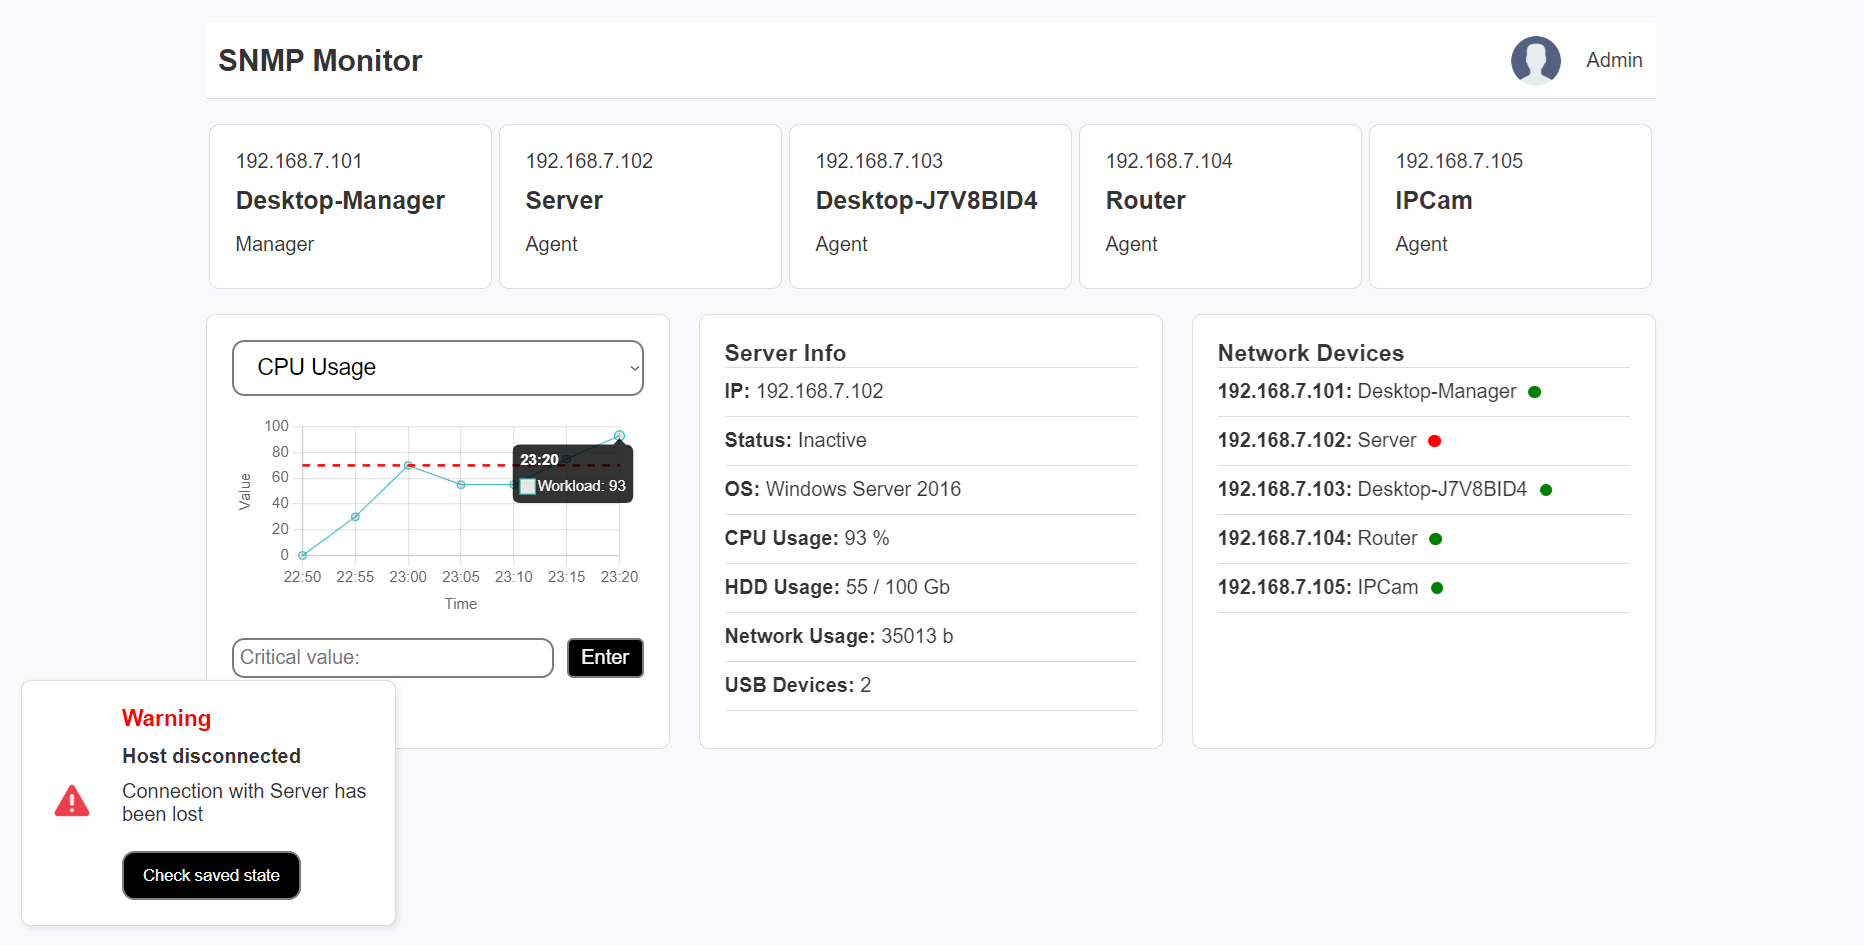 SNMP Monitor
Admin
192.168.7.101
Desktop-Manager
Manager
192.168.7.102
Server
Agent
192.168.7.103
Desktop-J7V8BID4
Agent
192.168.7.104
Router
Agent
192.168.7.105
IPCam
Agent
CPU Usage
100
80
60
40
20
0
Value
23:20
Workload: 93
22:50 22:55 23:00 23:05 23:10 23:15 23:20
Time
Critical value:
Enter
Server Info
IP: 192.168.7.102
Status: Inactive
OS: Windows Server 2016
CPU Usage: 93 %
HDD Usage: 55 / 100 Gb
Network Usage: 35013 b
USB Devices: 2
Network Devices
192.168.7.101: Desktop-Manager
192.168.7.102: Server
192.168.7.103: Desktop-J7V8BID4
192.168.7.104: Router
192.168.7.105: IPCam
Warning
Host disconnected
Connection with Server has
been lost
Check saved state